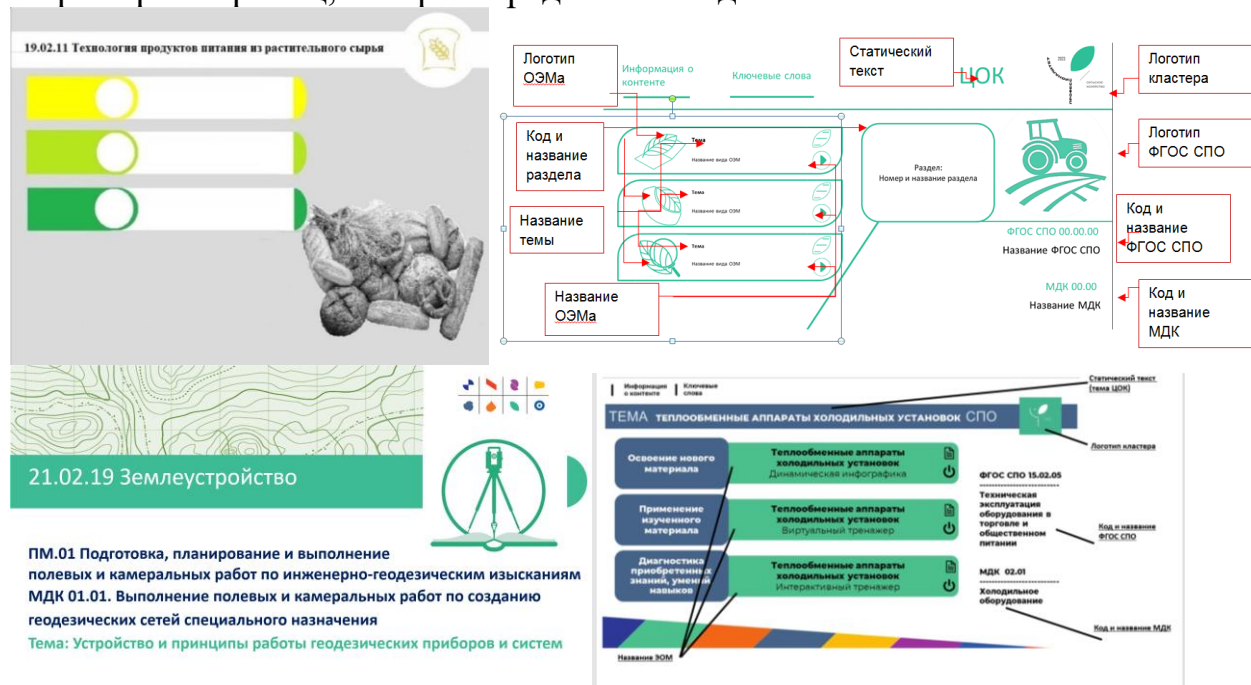 19.02.11 Технология продуктов питания из растительного сырья
Логотип
ОЭМа
Информация о
контенте
Ключевые слова
Статический
текст
ЦОК
Логотип
кластера
Код и
название
раздела
Тема
Название вида ОЭМ
Раздел:
Номер и название раздела
Логотип
ФГОС СПО
Название
темы
Тема
Название вида ОЭМ
Код и
название
ФГОС СПО
ФГОС СПО 00.00.00
Название ФГОС СПО
Тема
Название вида ОЭМ
Название
ОЭМа
МДК 00.00
Название МДК
Код и
название
МДК
21.02.19 Землеустройство
ПМ.01 Подготовка, планирование и выполнение
полевых и камеральных работ по инженерно-геодезическим изысканиям
МДК 01.01. Выполнение полевых и камеральных работ по созданию
геодезических сетей специального назначения
Тема: Устройство и принципы работы геодезических приборов и систем
Информация
о контенте
Ключевые
слова
Статический текст
(тема ЦОК)
ТЕМА ТЕПЛООБМЕННЫЕ АППАРАТЫ ХОЛОДИЛЬНЫХ УСТАНОВОК СПО
Логотип кластера
Освоение нового
материала
Теплообменные аппараты
холодильных установок
Динамическая инфографика
ФГОС СПО 15.02.05
Техническая
эксплуатация
оборудования в
торговле и
общественном
питании
Код и название
ФГОС СПО
Применение
изученного
материала
Теплообменные аппараты
холодильных установок
Виртуальный тренажер
Диагностика
приобретенных
знаний, умений
навыков
Теплообменные аппараты
холодильных установок
Интерактивный тренажер
МДК 02.01
Холодильное
оборудование
Код и название МДК
Название ЭОМ